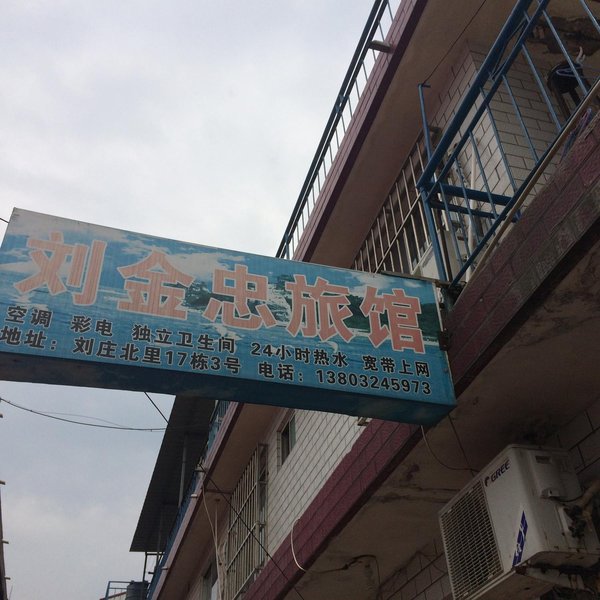 刘金忠旅馆
空调 彩电 独立卫生间 24小时热水 宽带上网
地址：刘庄北里17栋3号 电话：13803245973
GREE